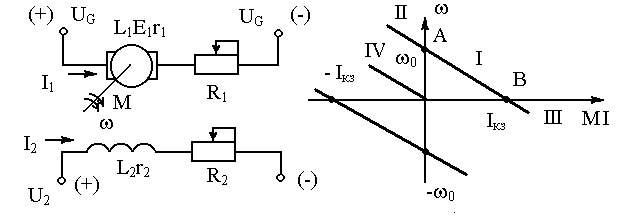 (+) U_G L₁E₁r₁ U_G (-)
I₁ M R₁
ω
I₂
L₂r₂ R₂
U₂ (+) (-)
II ω
A
IV ω₀ I
- Iкз B
Iкз III MI
-ω₀